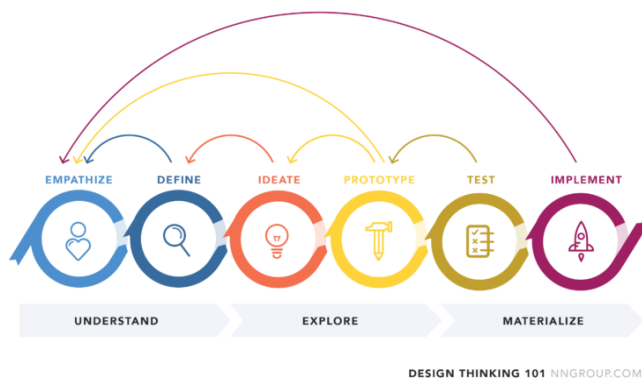 EMPATHIZE DEFINE IDEATE PROTOTYPE TEST IMPLEMENT
UNDERSTAND EXPLORE MATERIALIZE
DESIGN THINKING 101 NNGROUP.COM